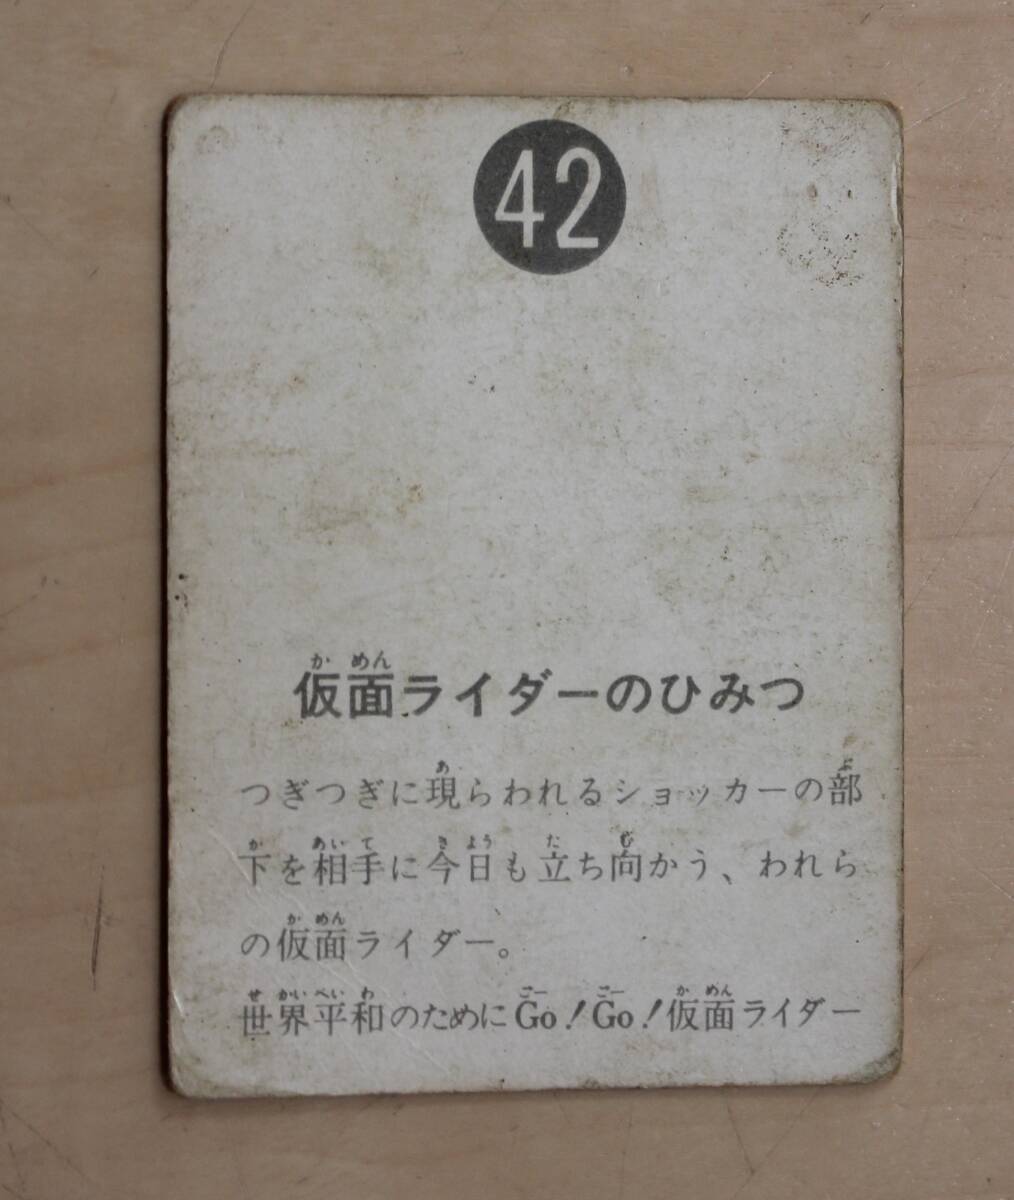 42
仮面ライダーのひみつ
つぎつぎに現らわれるショッカーの部
下を相手に今日も立ち向かう、われら
の仮面ライダー。
世界平和のためにGo！Go！仮面ライダー